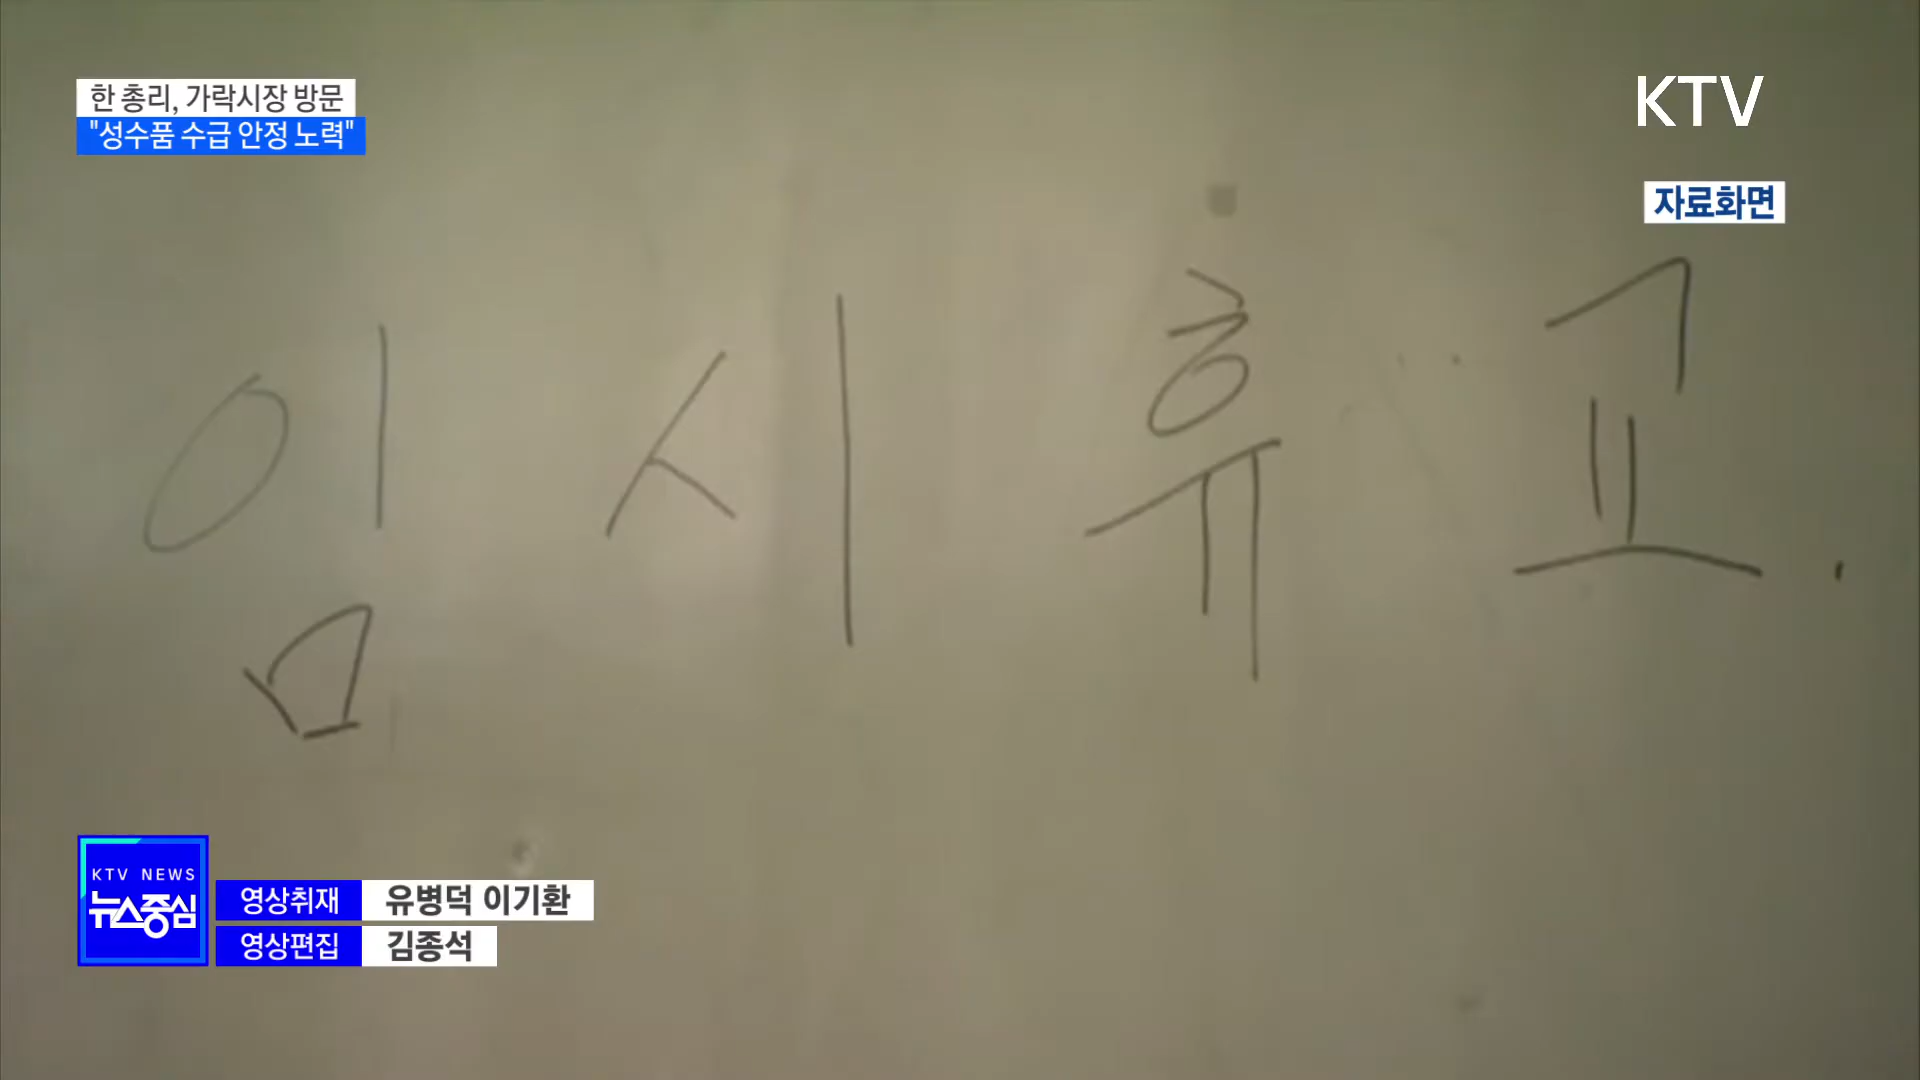 한 총리, 가락시장 방문
"성수품 수급 안정 노력"
KTV
자료화면
임시휴교.
KTV NEWS
뉴스중심
영상취재 유병덕 이기환
영상편집 김종석